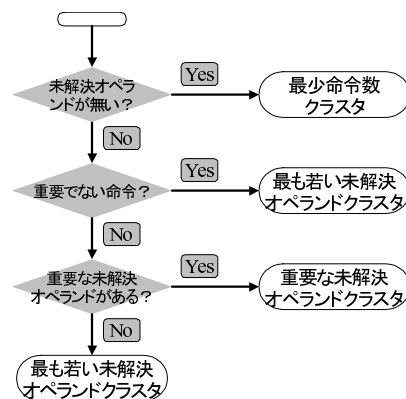 未解決オペラ
ンドが無い？
Yes
最少命令数
クラスタ
No
重要でない命令？
Yes
最も若い未解決
オペランドクラスタ
No
重要な未解決
オペランドがある？
Yes
重要な未解決
オペランドクラスタ
No
最も若い未解決
オペランドクラスタ